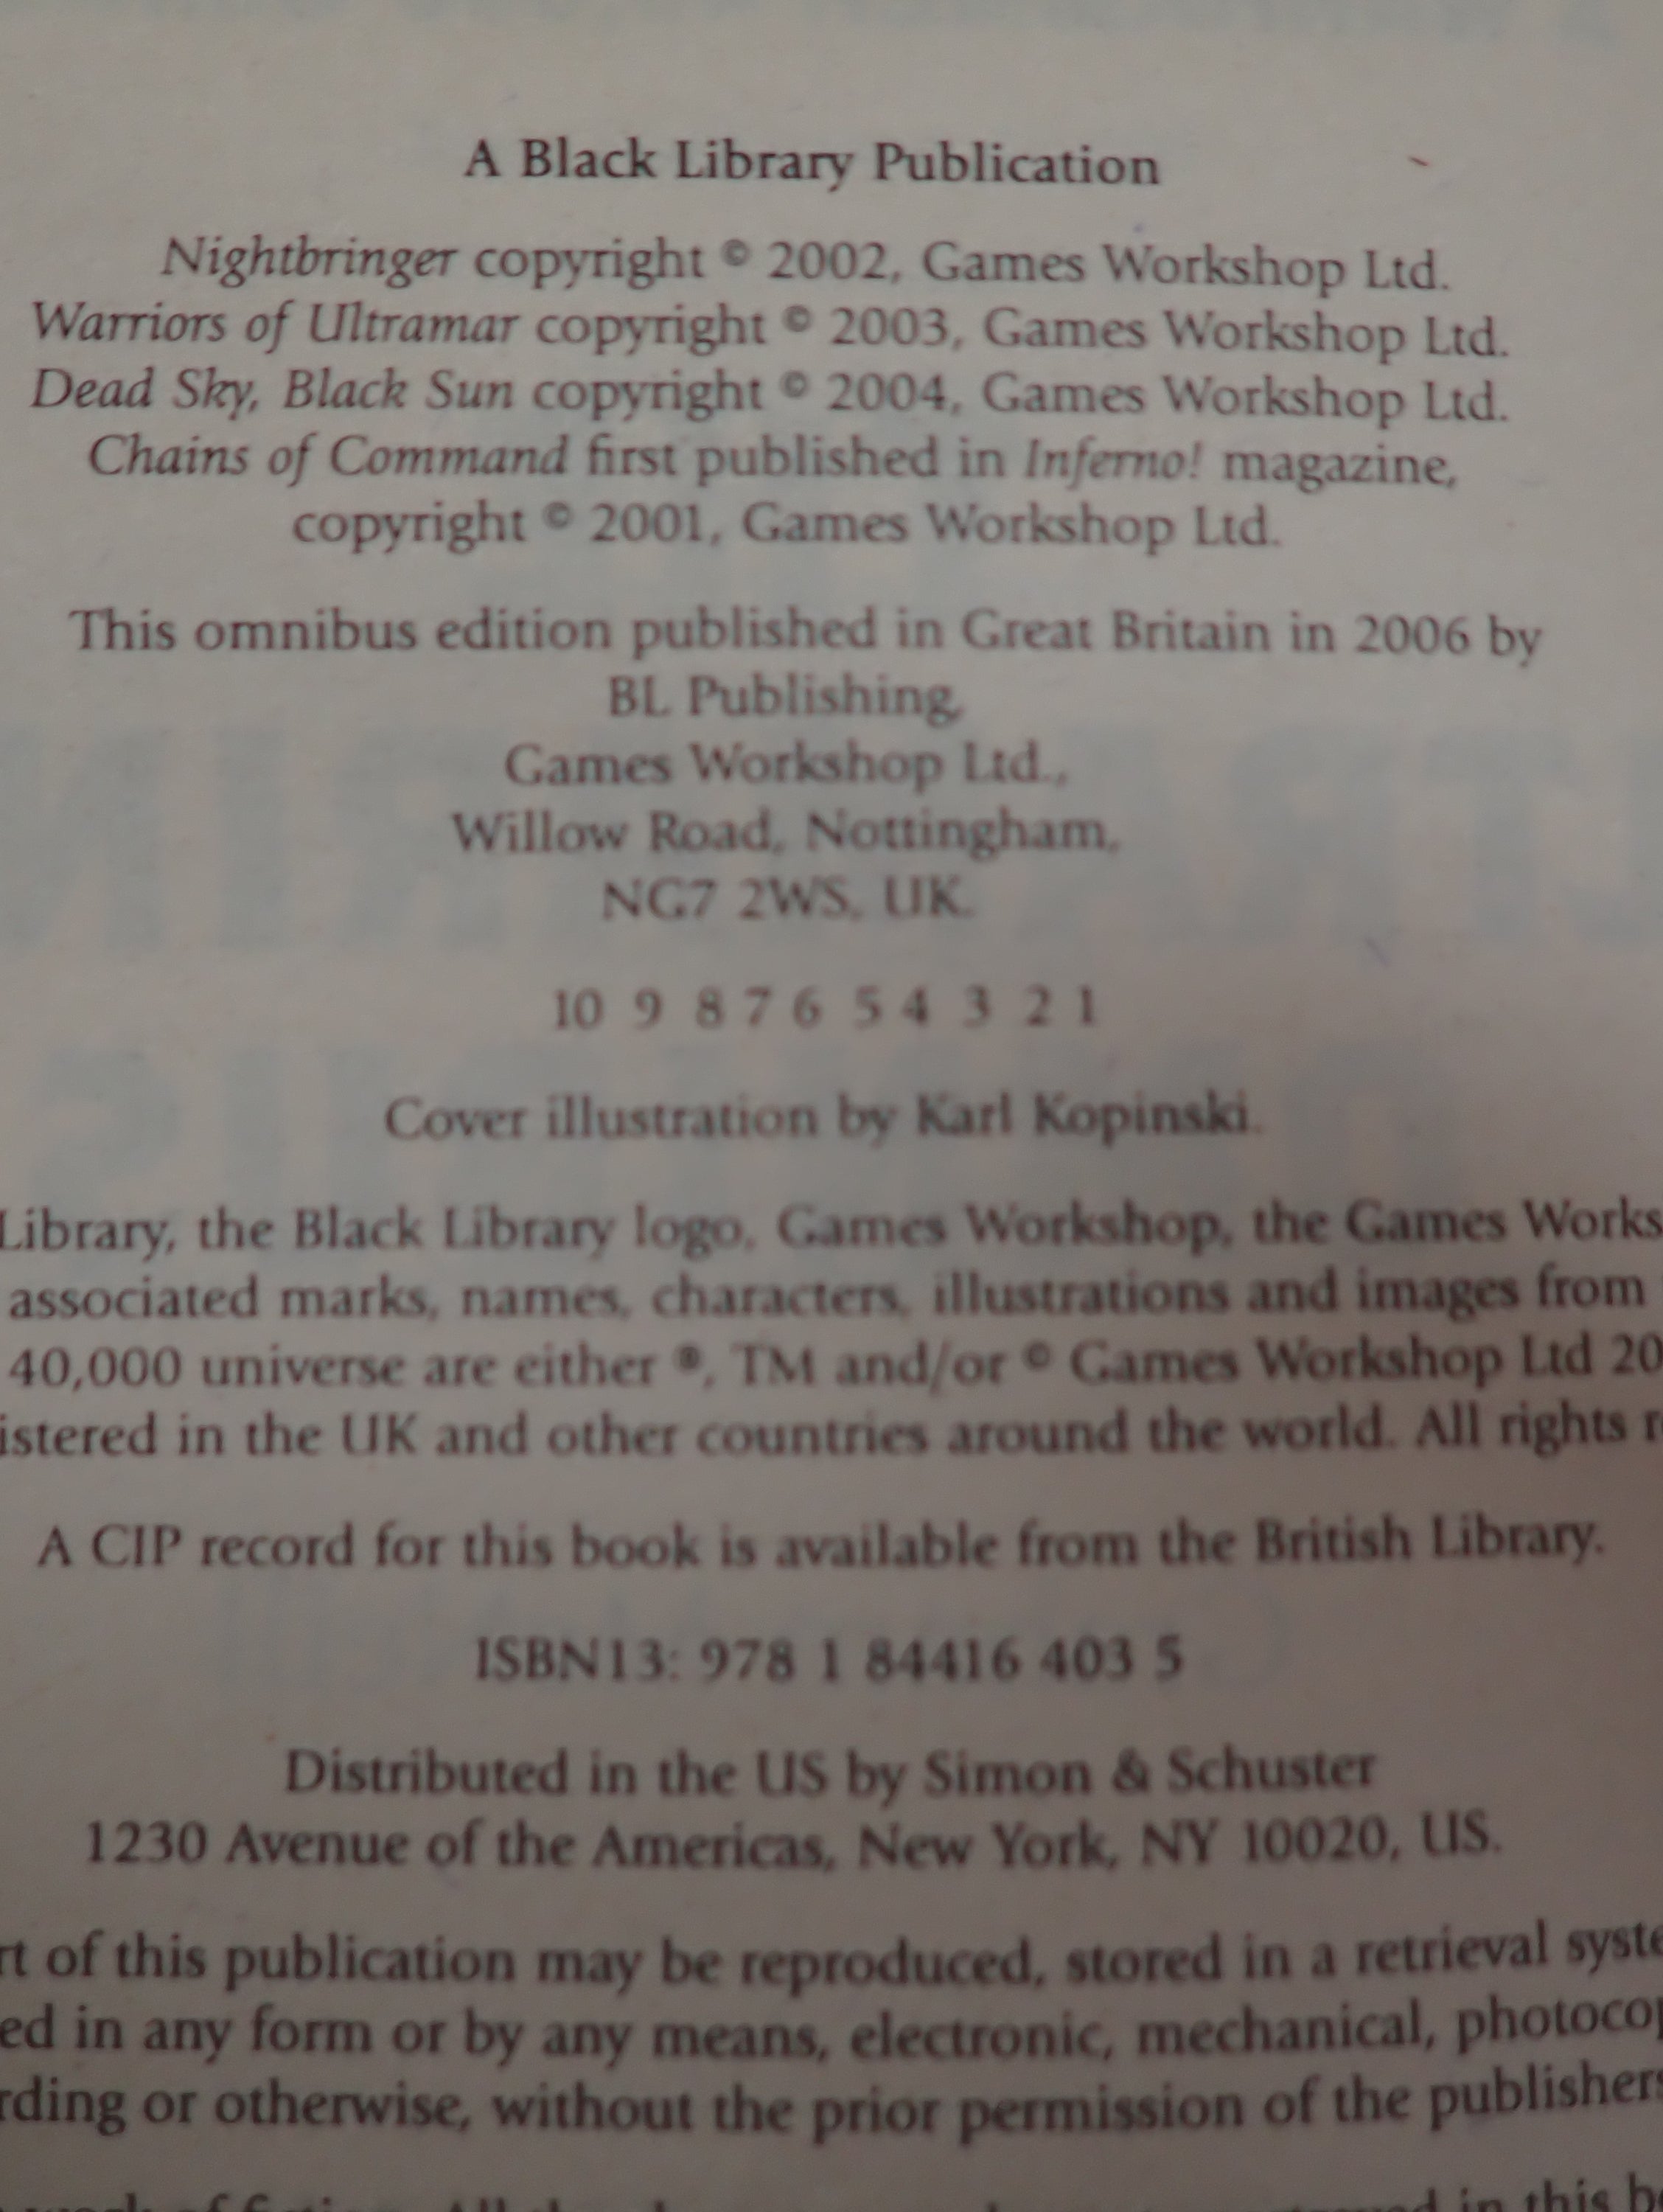 A Black Library Publication
Nightbringer copyright © 2002, Games Workshop Ltd.
Warriors of Ultramar copyright © 2003, Games Workshop Ltd.
Dead Sky, Black Sun copyright © 2004, Games Workshop Ltd.
Chains of Command first published in Inferno! magazine,
copyright © 2001, Games Workshop Ltd.
This omnibus edition published in Great Britain in 2006 by
BL Publishing,
Games Workshop Ltd.,
Willow Road, Nottingham,
NG7 2WS, UK.
10 9 8 7 6 5 4 3 2 1
Cover illustration by Karl Kopinski.
Library, the Black Library logo, Games Workshop, the Games Works
associated marks, names, characters, illustrations and images from
40,000 universe are either ®, TM and/or © Games Workshop Ltd 20
istered in the UK and other countries around the world. All rights r
A CIP record for this book is available from the British Library.
ISBN13: 978 1 84416 403 5
Distributed in the US by Simon & Schuster
1230 Avenue of the Americas, New York, NY 10020, US.
rt of this publication may be reproduced, stored in a retrieval syste
ed in any form or by any means, electronic, mechanical, photocop
rding or otherwise, without the prior permission of the publishers
work of fiction. All the in this b